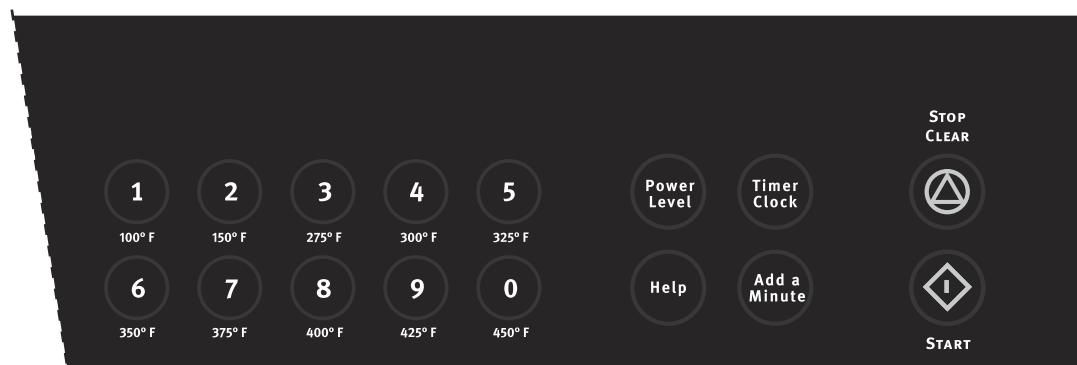 STOP
CLEAR
1 2 3 4 5
Power
Level
Timer
Clock
100° F 150° F 275° F 300° F 325° F
6 7 8 9 0
Help
Add a
Minute
350° F 375° F 400° F 425° F 450° F
START